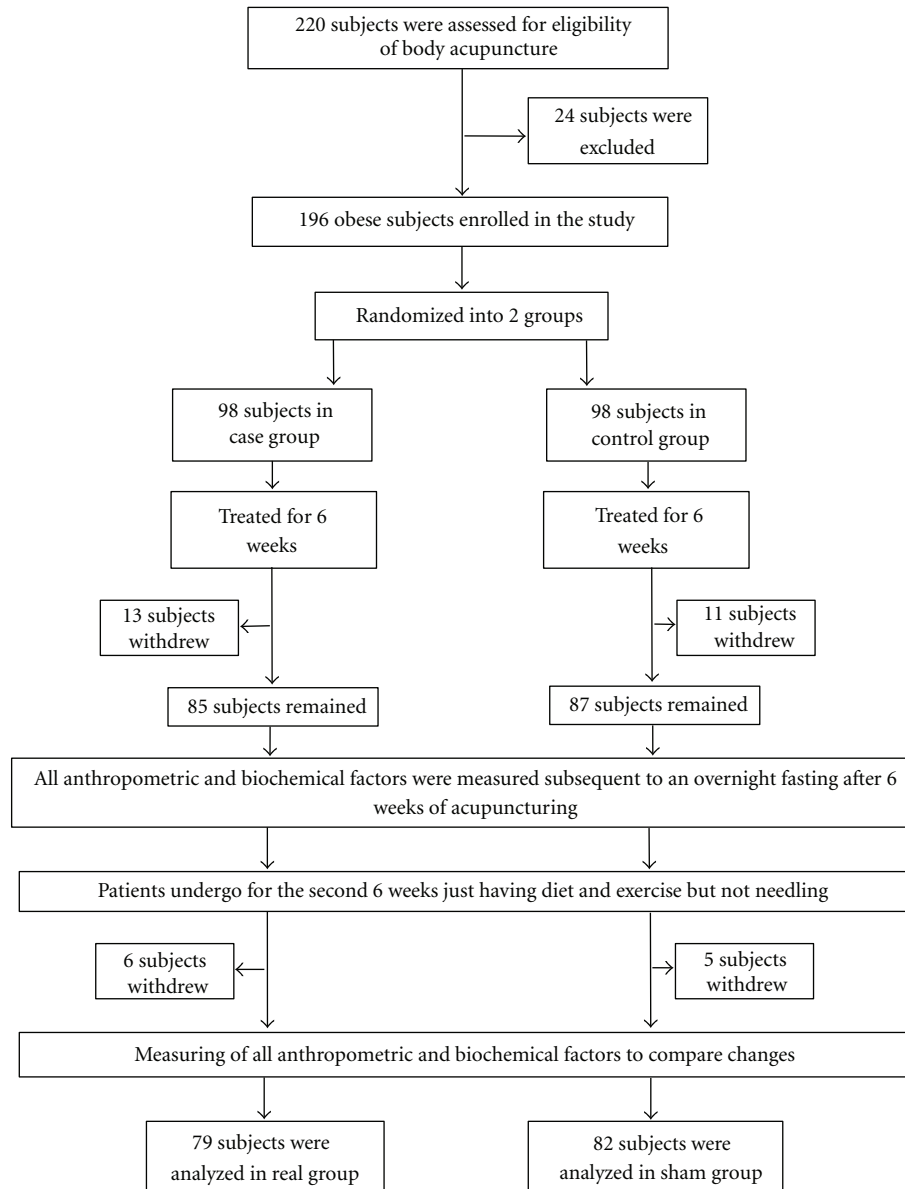 220 subjects were assessed for eligibility
of body acupuncture
24 subjects were
excluded
196 obese subjects enrolled in the study
Randomized into 2 groups
98 subjects in
case group
98 subjects in
control group
Treated for 6
weeks
Treated for 6
weeks
13 subjects
withdrew
11 subjects
withdrew
85 subjects remained
87 subjects remained
All anthropometric and biochemical factors were measured subsequent to an overnight fasting after 6
weeks of acupuncturing
Patients undergo for the second 6 weeks just having diet and exercise but not needling
6 subjects
withdrew
5 subjects
withdrew
Measuring of all anthropometric and biochemical factors to compare changes
79 subjects were
analyzed in real group
82 subjects were
analyzed in sham group